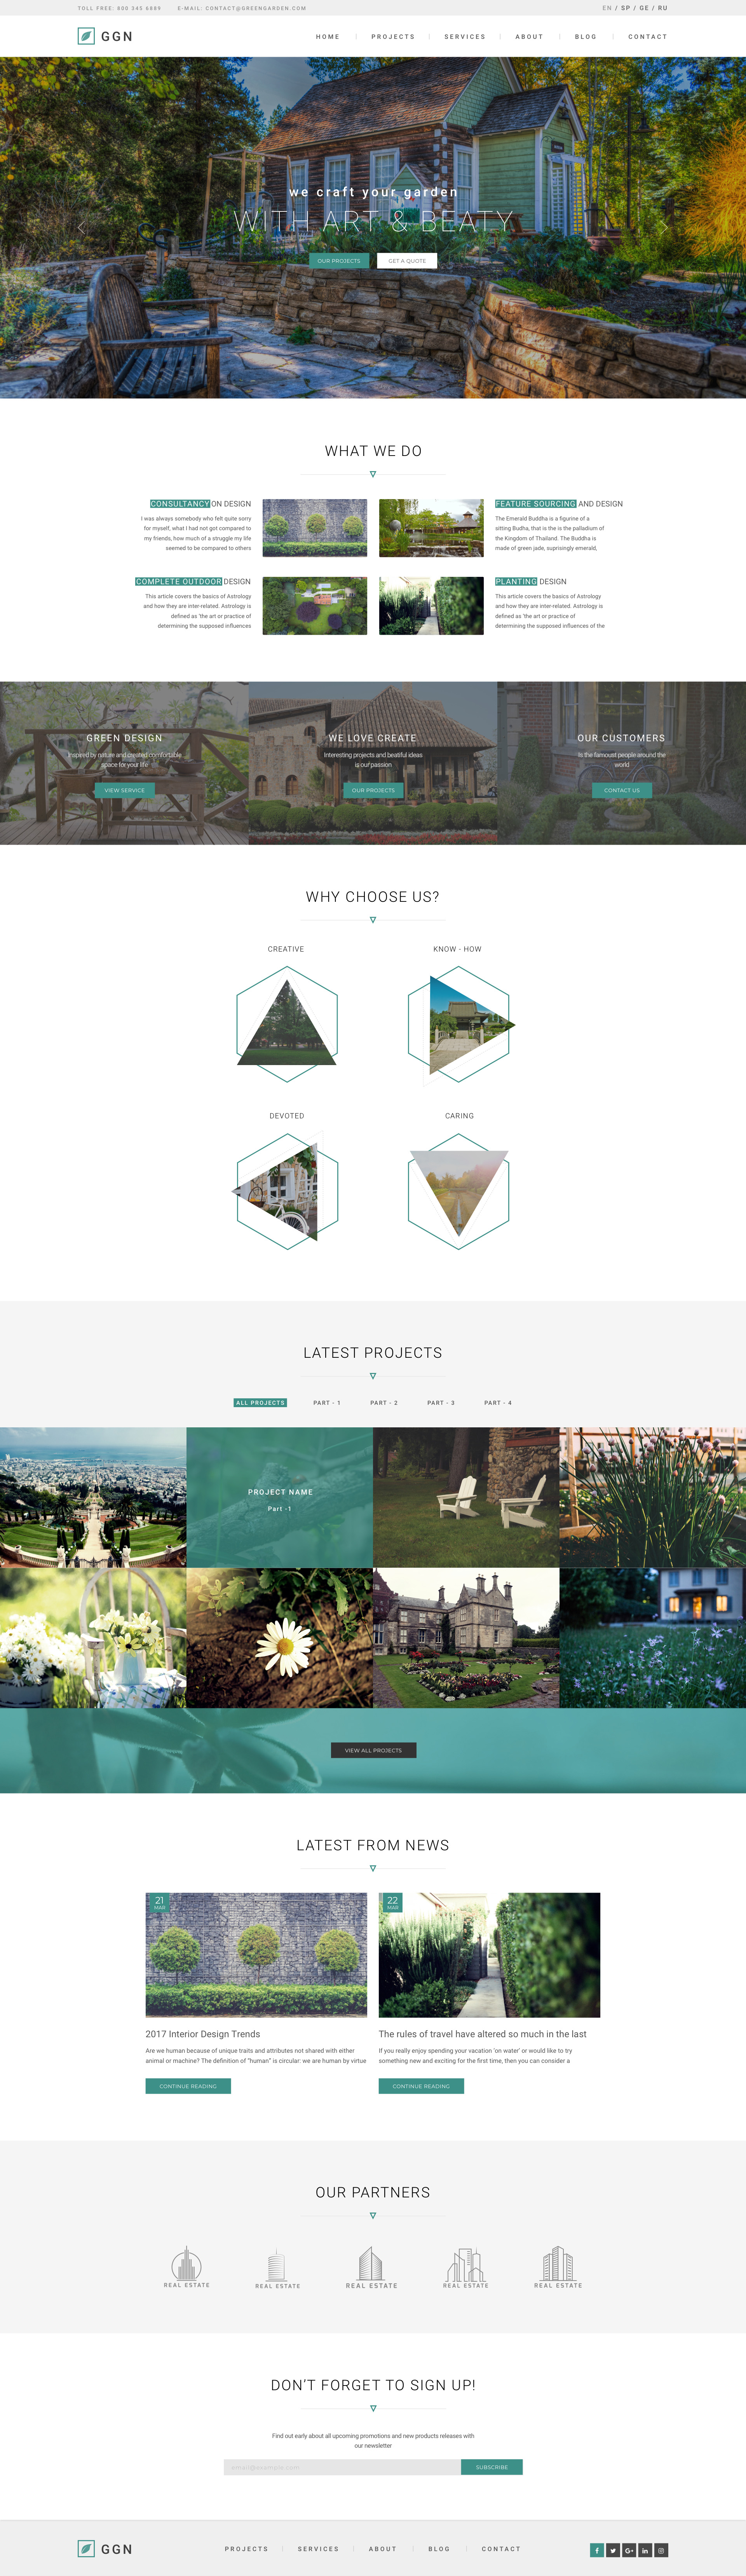 TOLL FREE: 800 345 6889 E-MAIL: CONTACT@GREENGARDEN.COM EN / SP / GE / RU
GGN HOME PROJECTS SERVICES ABOUT BLOG CONTACT
we craft your garden
WITH ART & BEATY
OUR PROJECTS GET A QUOTE
WHAT WE DO
CONSULTANCY ON DESIGN
I was always somebody who felt quite sorry
for myself, what I had not got compared to
my friends, how much of a struggle my life
seemed to be compared to others
FEATURE SOURCING AND DESIGN
The Emerald Buddha is a figurine of a
sitting Budha, that is the is the palladium of
the Kingdom of Thailand. The Buddha is
made of green jade, suprisingly emerald,
COMPLETE OUTDOOR DESIGN
This article covers the basics of Astrology
and how they are inter-related. Astrology is
defined as 'the art or practice of
determining the supposed influences
PLANTING DESIGN
This article covers the basics of Astrology
and how they are inter-related. Astrology is
defined as 'the art or practice of
determining the supposed influences of the
GREEN DESIGN
Inspired by nature and created comfortable
space for your life
VIEW SERVICE
WE LOVE CREATE
Interesting projects and beatiful ideas
is our passion
OUR PROJECTS
OUR CUSTOMERS
Is the famoust people around the
world
CONTACT US
WHY CHOOSE US?
CREATIVE KNOW - HOW
DEVOTED CARING
LATEST PROJECTS
ALL PROJECTS PART - 1 PART - 2 PART - 3 PART - 4
PROJECT NAME
Part -1
VIEW ALL PROJECTS
LATEST FROM NEWS
21
MAR
2017 Interior Design Trends
Are we human because of unique traits and attributes not shared with either
animal or machine? The definition of "human" is circular: we are human by virtue
CONTINUE READING
22
MAR
The rules of travel have altered so much in the last
If you really enjoy spending your vacation 'on water' or would like to try
something new and exciting for the first time, then you can consider a
CONTINUE READING
OUR PARTNERS
REAL ESTATE REAL ESTATE REAL ESTATE REAL ESTATE REAL ESTATE
DON'T FORGET TO SIGN UP!
Find out early about all upcoming promotions and new products releases with
our newsletter
email@example.com SUBSCRIBE
GGN PROJECTS SERVICES ABOUT BLOG CONTACT